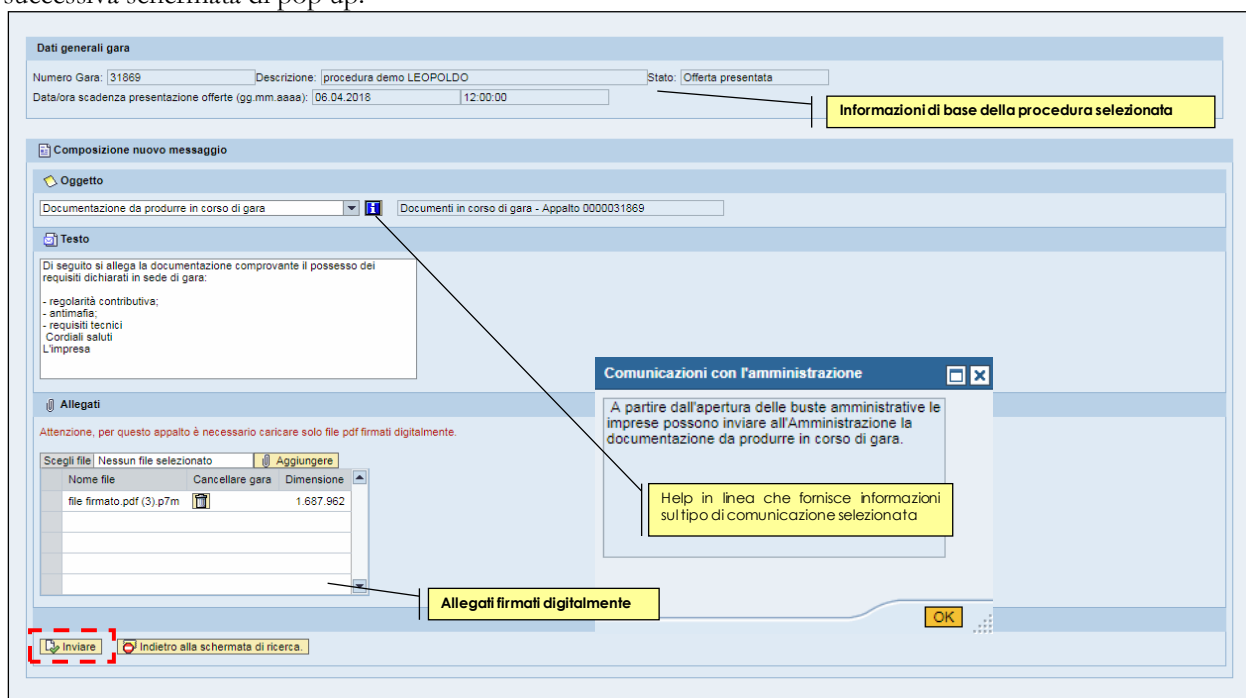 successiva schermata di pop up.
Dati generali gara
Numero Gara: 31869 Descrizione: procedura demo LEOPOLDO Stato: Offerta presentata
Data/ora scadenza presentazione offerte (gg.mm.aaaa): 06.04.2018 12:00:00
Informazioni di base della procedura selezionata
Composizione nuovo messaggio
Oggetto
Documentazione da produrre in corso di gara Documenti in corso di gara - Appalto 0000031869
Testo
Di seguito si allega la documentazione comprovante il possesso dei
requisiti dichiarati in sede di gara:
- regolarità contributiva;
- antimafia;
- requisiti tecnici
Cordiali saluti
L'impresa
Comunicazioni con l'amministrazione
A partire dall'apertura delle buste amministrative le
imprese possono inviare all'Amministrazione la
documentazione da produrre in corso di gara.
Help in linea che fornisce informazioni
sul tipo di comunicazione selezionata
OK
Allegati
Attenzione, per questo appalto è necessario caricare solo file pdf firmati digitalmente.
Scegli file Nessun file selezionato Aggiungere
Nome file Cancellare gara Dimensione
file firmato.pdf (3).p7m 1.687.962
Allegati firmati digitalmente
Inviare Indietro alla schermata di ricerca.